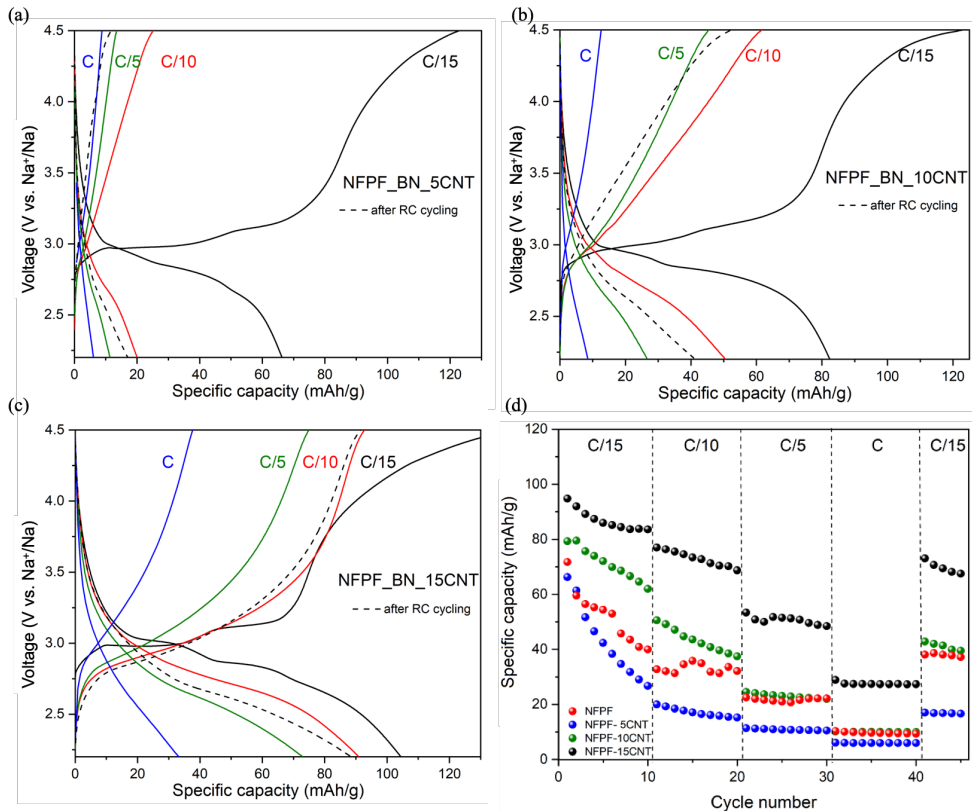 (a)
4.5
4.0
3.5
3.0
2.5
Voltage (V vs. Na⁺/Na)
C
C/5
C/10
C/15
NFPF_BN_5CNT
after RC cycling
0
20
40
60
80
100
120
Specific capacity (mAh/g)
(b)
4.5
4.0
3.5
3.0
2.5
Voltage (V vs. Na⁺/Na)
C
C/5
C/10
C/15
NFPF_BN_10CNT
after RC cycling
0
20
40
60
80
100
120
Specific capacity (mAh/g)
(c)
4.5
4.0
3.5
3.0
2.5
Voltage (V vs. Na⁺/Na)
C
C/5
C/10
C/15
NFPF_BN_15CNT
after RC cycling
0
20
40
60
80
100
120
Specific capacity (mAh/g)
(d)
120
100
80
60
40
20
0
Specific capacity (mAh/g)
C/15
C/10
C/5
C
C/15
NFPF
NFPF- 5CNT
NFPF-10CNT
NFPF-15CNT
0
10
20
30
40
Cycle number